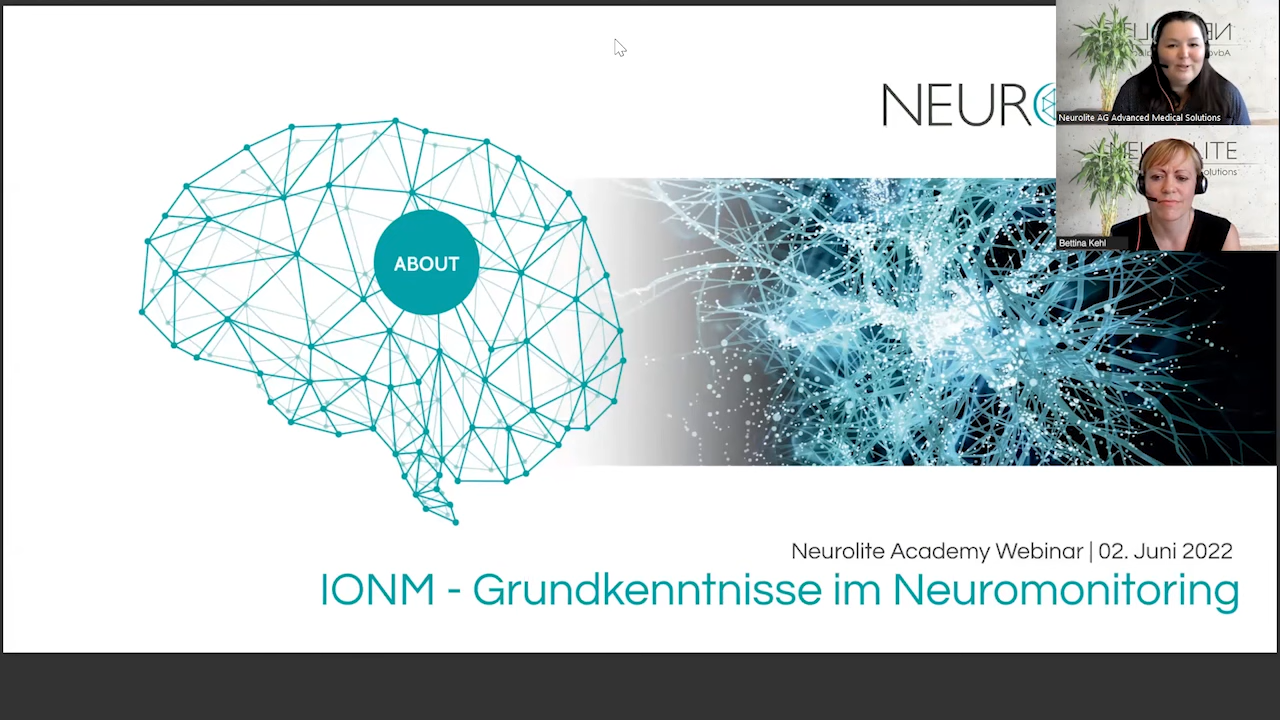 NEUR
Neurolite AG Advanced Medical Solutions
NEUROLITE
Bettina Kehl
ABOUT
Neurolite Academy Webinar | 02. Juni 2022
IONM - Grundkenntnisse im Neuromonitoring